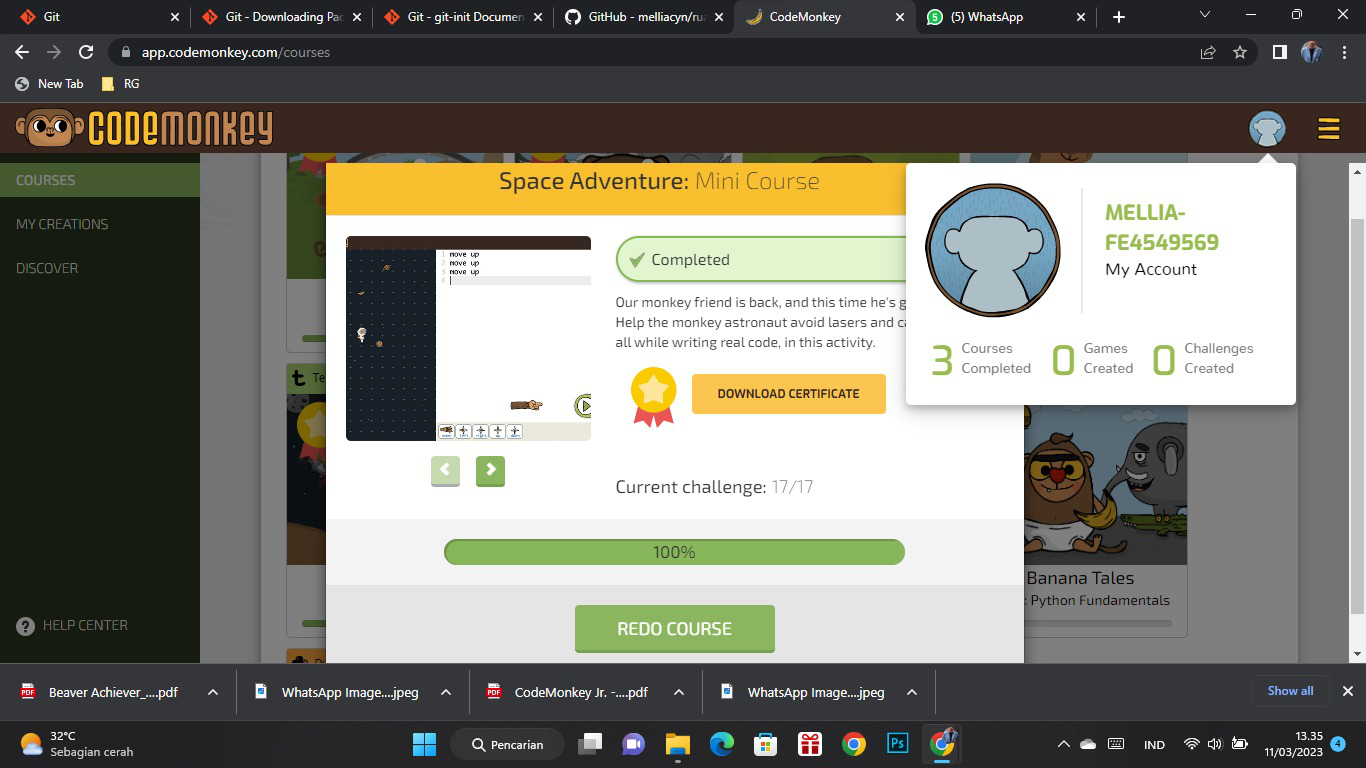 Git
Git - Downloading Pac
Git - git-init Documen
GitHub - melliacyn/rua
CodeMonkey
(5) WhatsApp
app.codemonkey.com/courses
New Tab
RG
CODEMONKEY
COURSES
MY CREATIONS
DISCOVER
HELP CENTER
Space Adventure: Mini Course
1 move up
2 move up
3 move up
4
Completed
Our monkey friend is back, and this time he's g
Help the monkey astronaut avoid lasers and ca
all while writing real code, in this activity.
DOWNLOAD CERTIFICATE
Current challenge: 17/17
100%
REDO COURSE
MELLIA-
FE4549569
My Account
3 Courses Completed
0 Games Created
0 Challenges Created
t Te
Banana Tales
: Python Fundamentals
Beaver Achiever_....pdf
WhatsApp Image....jpeg
CodeMonkey Jr. -....pdf
WhatsApp Image....jpeg
Show all
32°C
Sebagian cerah
Pencarian
Ps
IND
13.35
11/03/2023
4